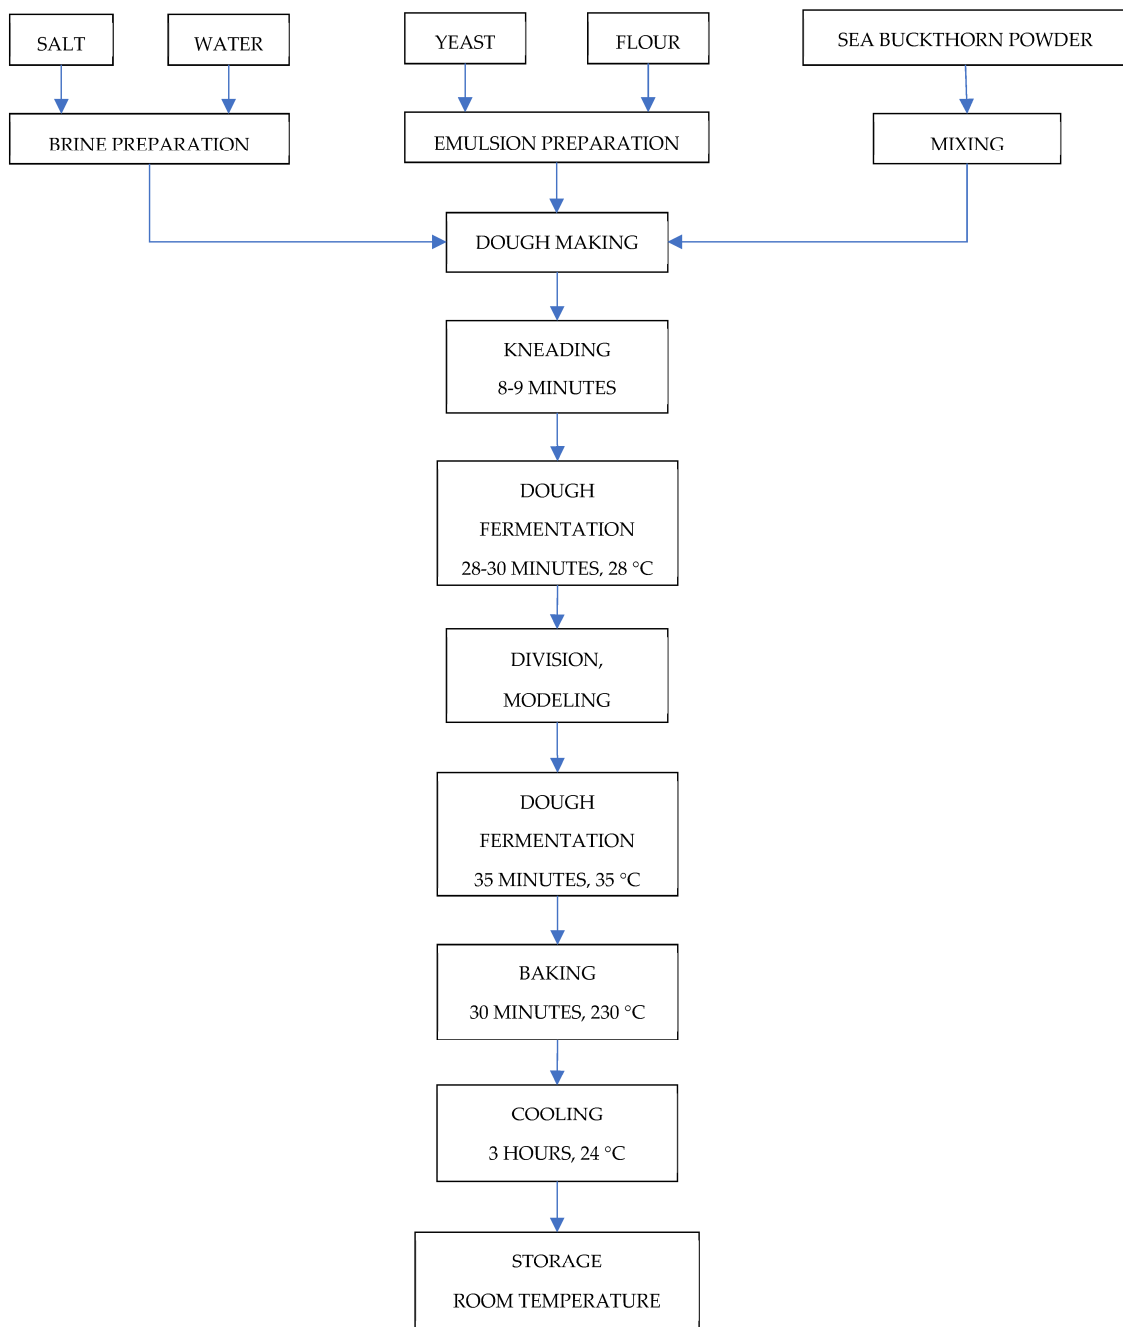 SALT
WATER
YEAST
FLOUR
SEA BUCKTHORN POWDER
BRINE PREPARATION
EMULSION PREPARATION
MIXING
DOUGH MAKING
KNEADING
8-9 MINUTES
DOUGH
FERMENTATION
28-30 MINUTES, 28 °C
DIVISION,
MODELING
DOUGH
FERMENTATION
35 MINUTES, 35 °C
BAKING
30 MINUTES, 230 °C
COOLING
3 HOURS, 24 °C
STORAGE
ROOM TEMPERATURE